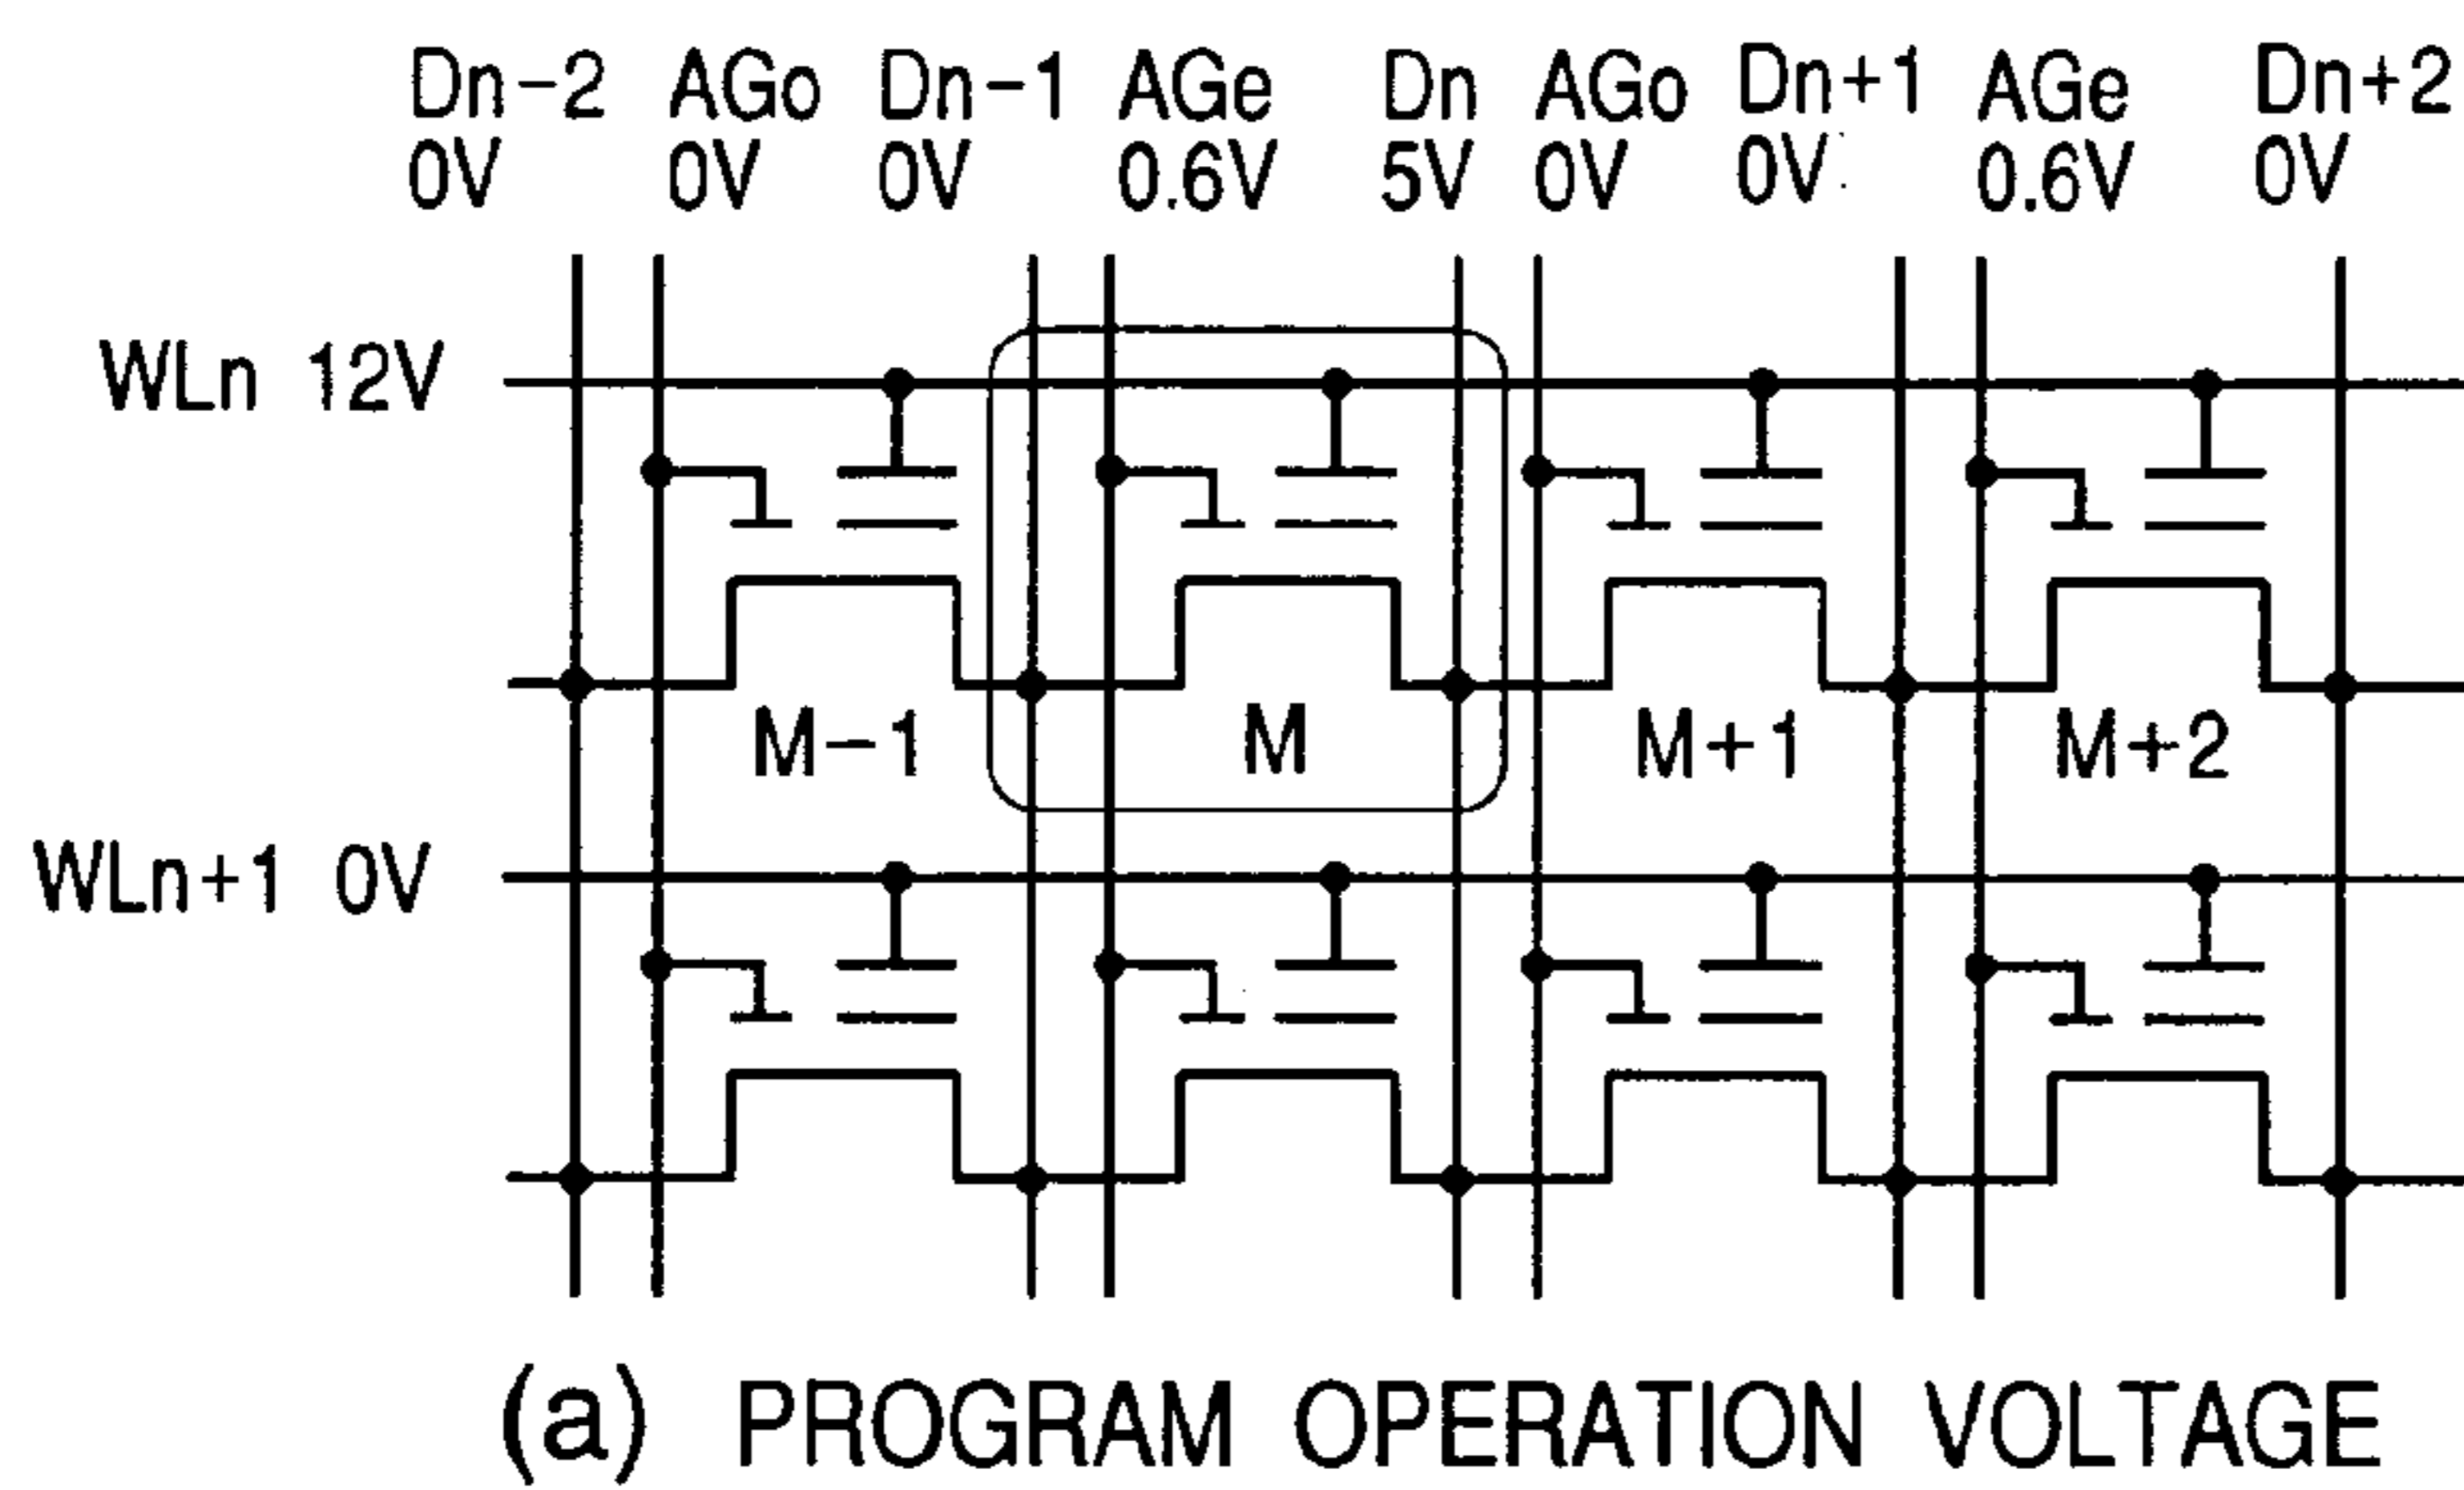 Dn-2 AGo Dn-1 AGe Dn AGo Dn+1 AGe Dn+2
0V 0V 0V 0.6V 5V 0V 0V 0.6V 0V
WLn 12V
M-1 M M+1 M+2
WLn+1 0V
(a) PROGRAM OPERATION VOLTAGE